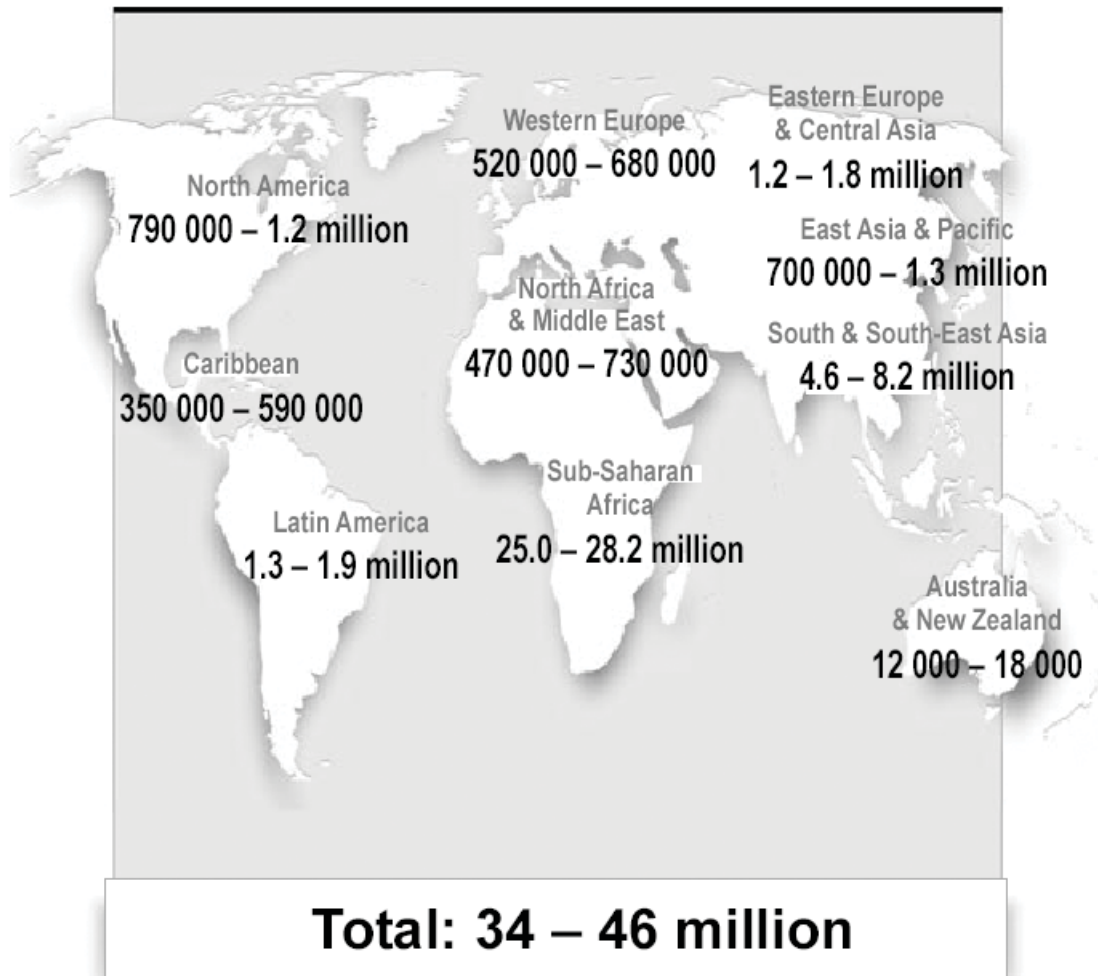 North America
790 000 – 1.2 million
Caribbean
350 000 – 590 000
Latin America
1.3 – 1.9 million
Western Europe
520 000 – 680 000
North Africa
& Middle East
470 000 – 730 000
Sub-Saharan
Africa
25.0 – 28.2 million
Eastern Europe
& Central Asia
1.2 – 1.8 million
East Asia & Pacific
700 000 – 1.3 million
South & South-East Asia
4.6 – 8.2 million
Australia
& New Zealand
12 000 – 18 000
Total: 34 – 46 million